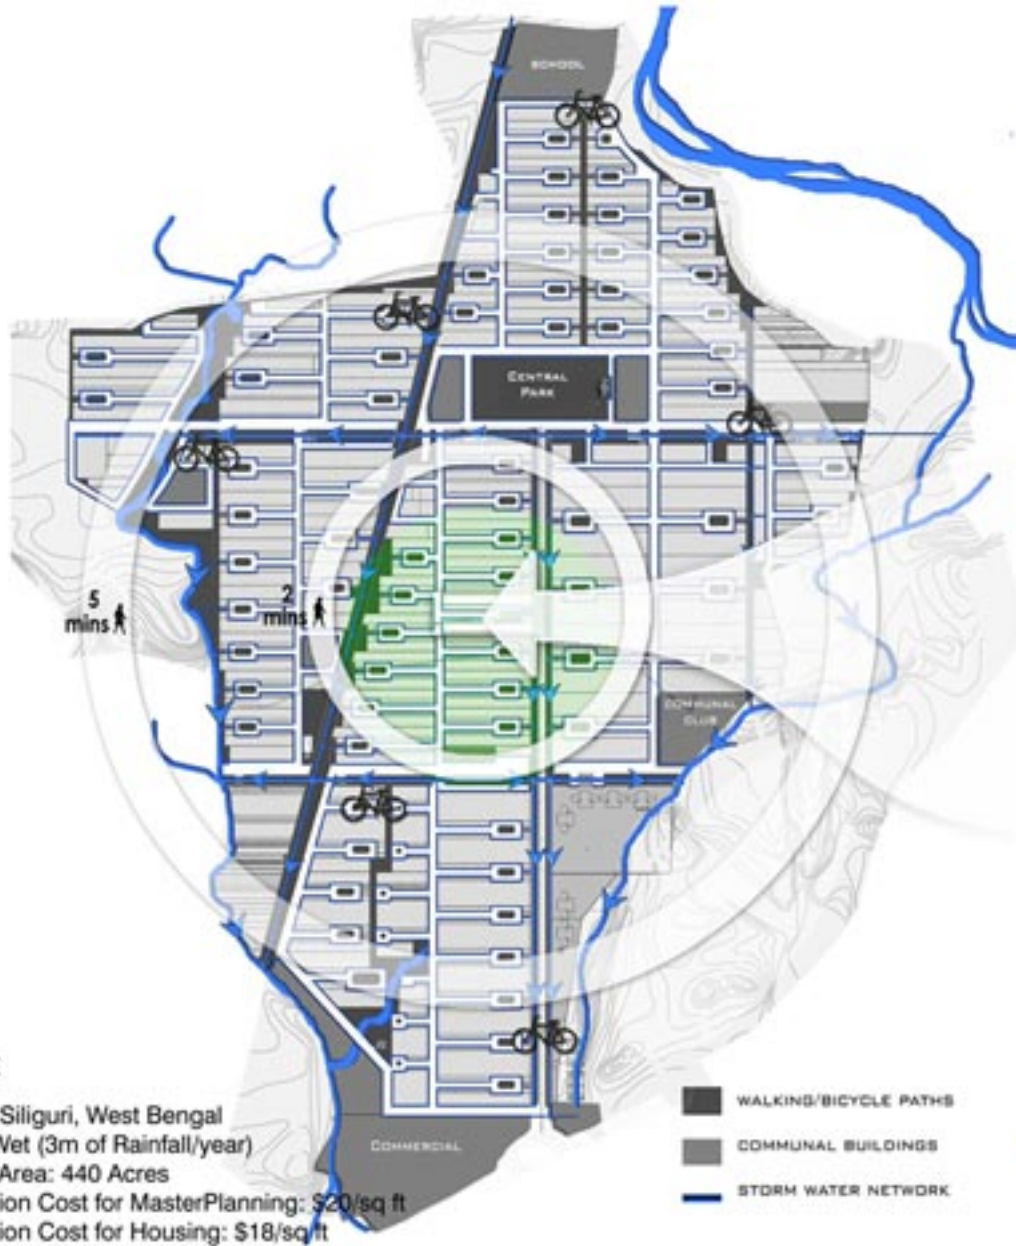 SCHOOL
CENTRAL
PARK
5
mins
2
mins
COMMUNAL
CLUB
Siliguri, West Bengal
Wet (3m of Rainfall/year)
Area: 440 Acres
ion Cost for MasterPlanning: $20/sq ft
ion Cost for Housing: $18/sq ft
COMMERCIAL
WALKING/BICYCLE PATHS
COMMUNAL BUILDINGS
STORM WATER NETWORK